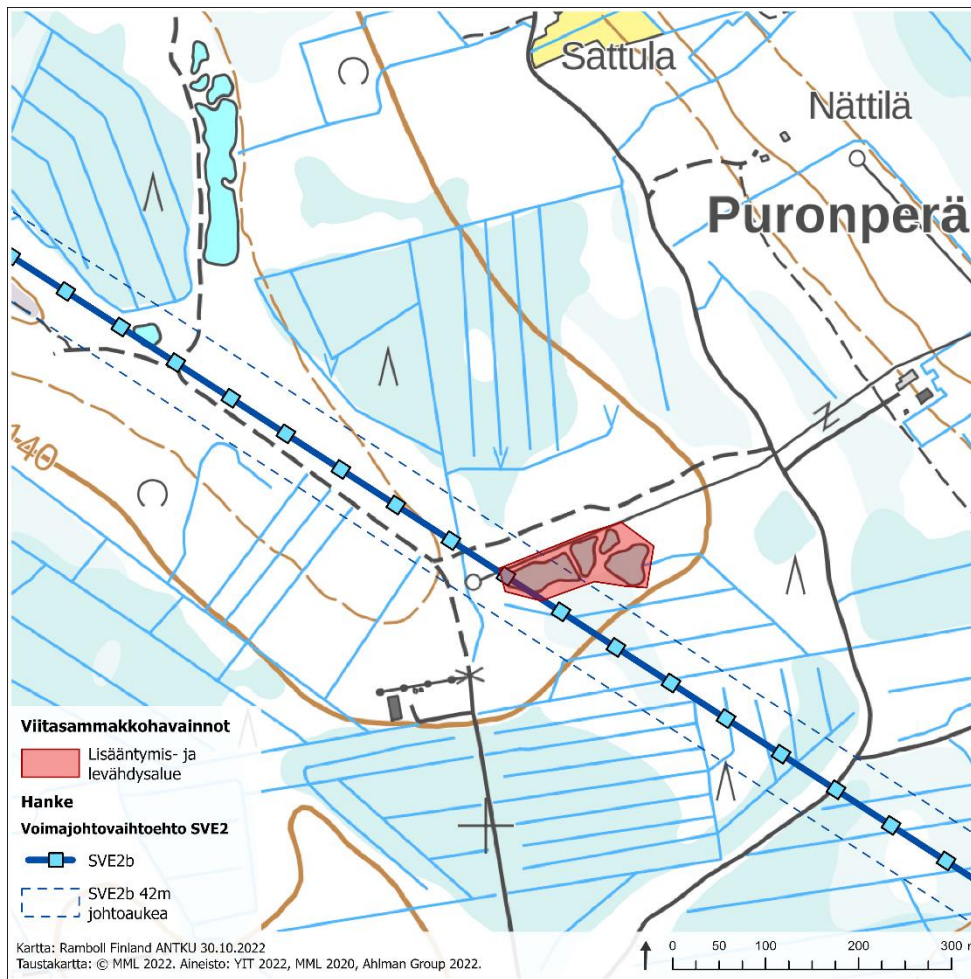 Sattula
Nättilä
Puronperä
140
Viitasammakkohavainnot
Lisääntymis- ja
levähdysalue
Hanke
Voimajohtovaihtoehto SVE2
SVE2b
SVE2b 42m
johtoaukea
Kartta: Ramboll Finland ANTKU 30.10.2022
Taustakartta: © MML 2022. Aineisto: YIT 2022, MML 2020, Ahlman Group 2022.
0 50 100 200 300 m